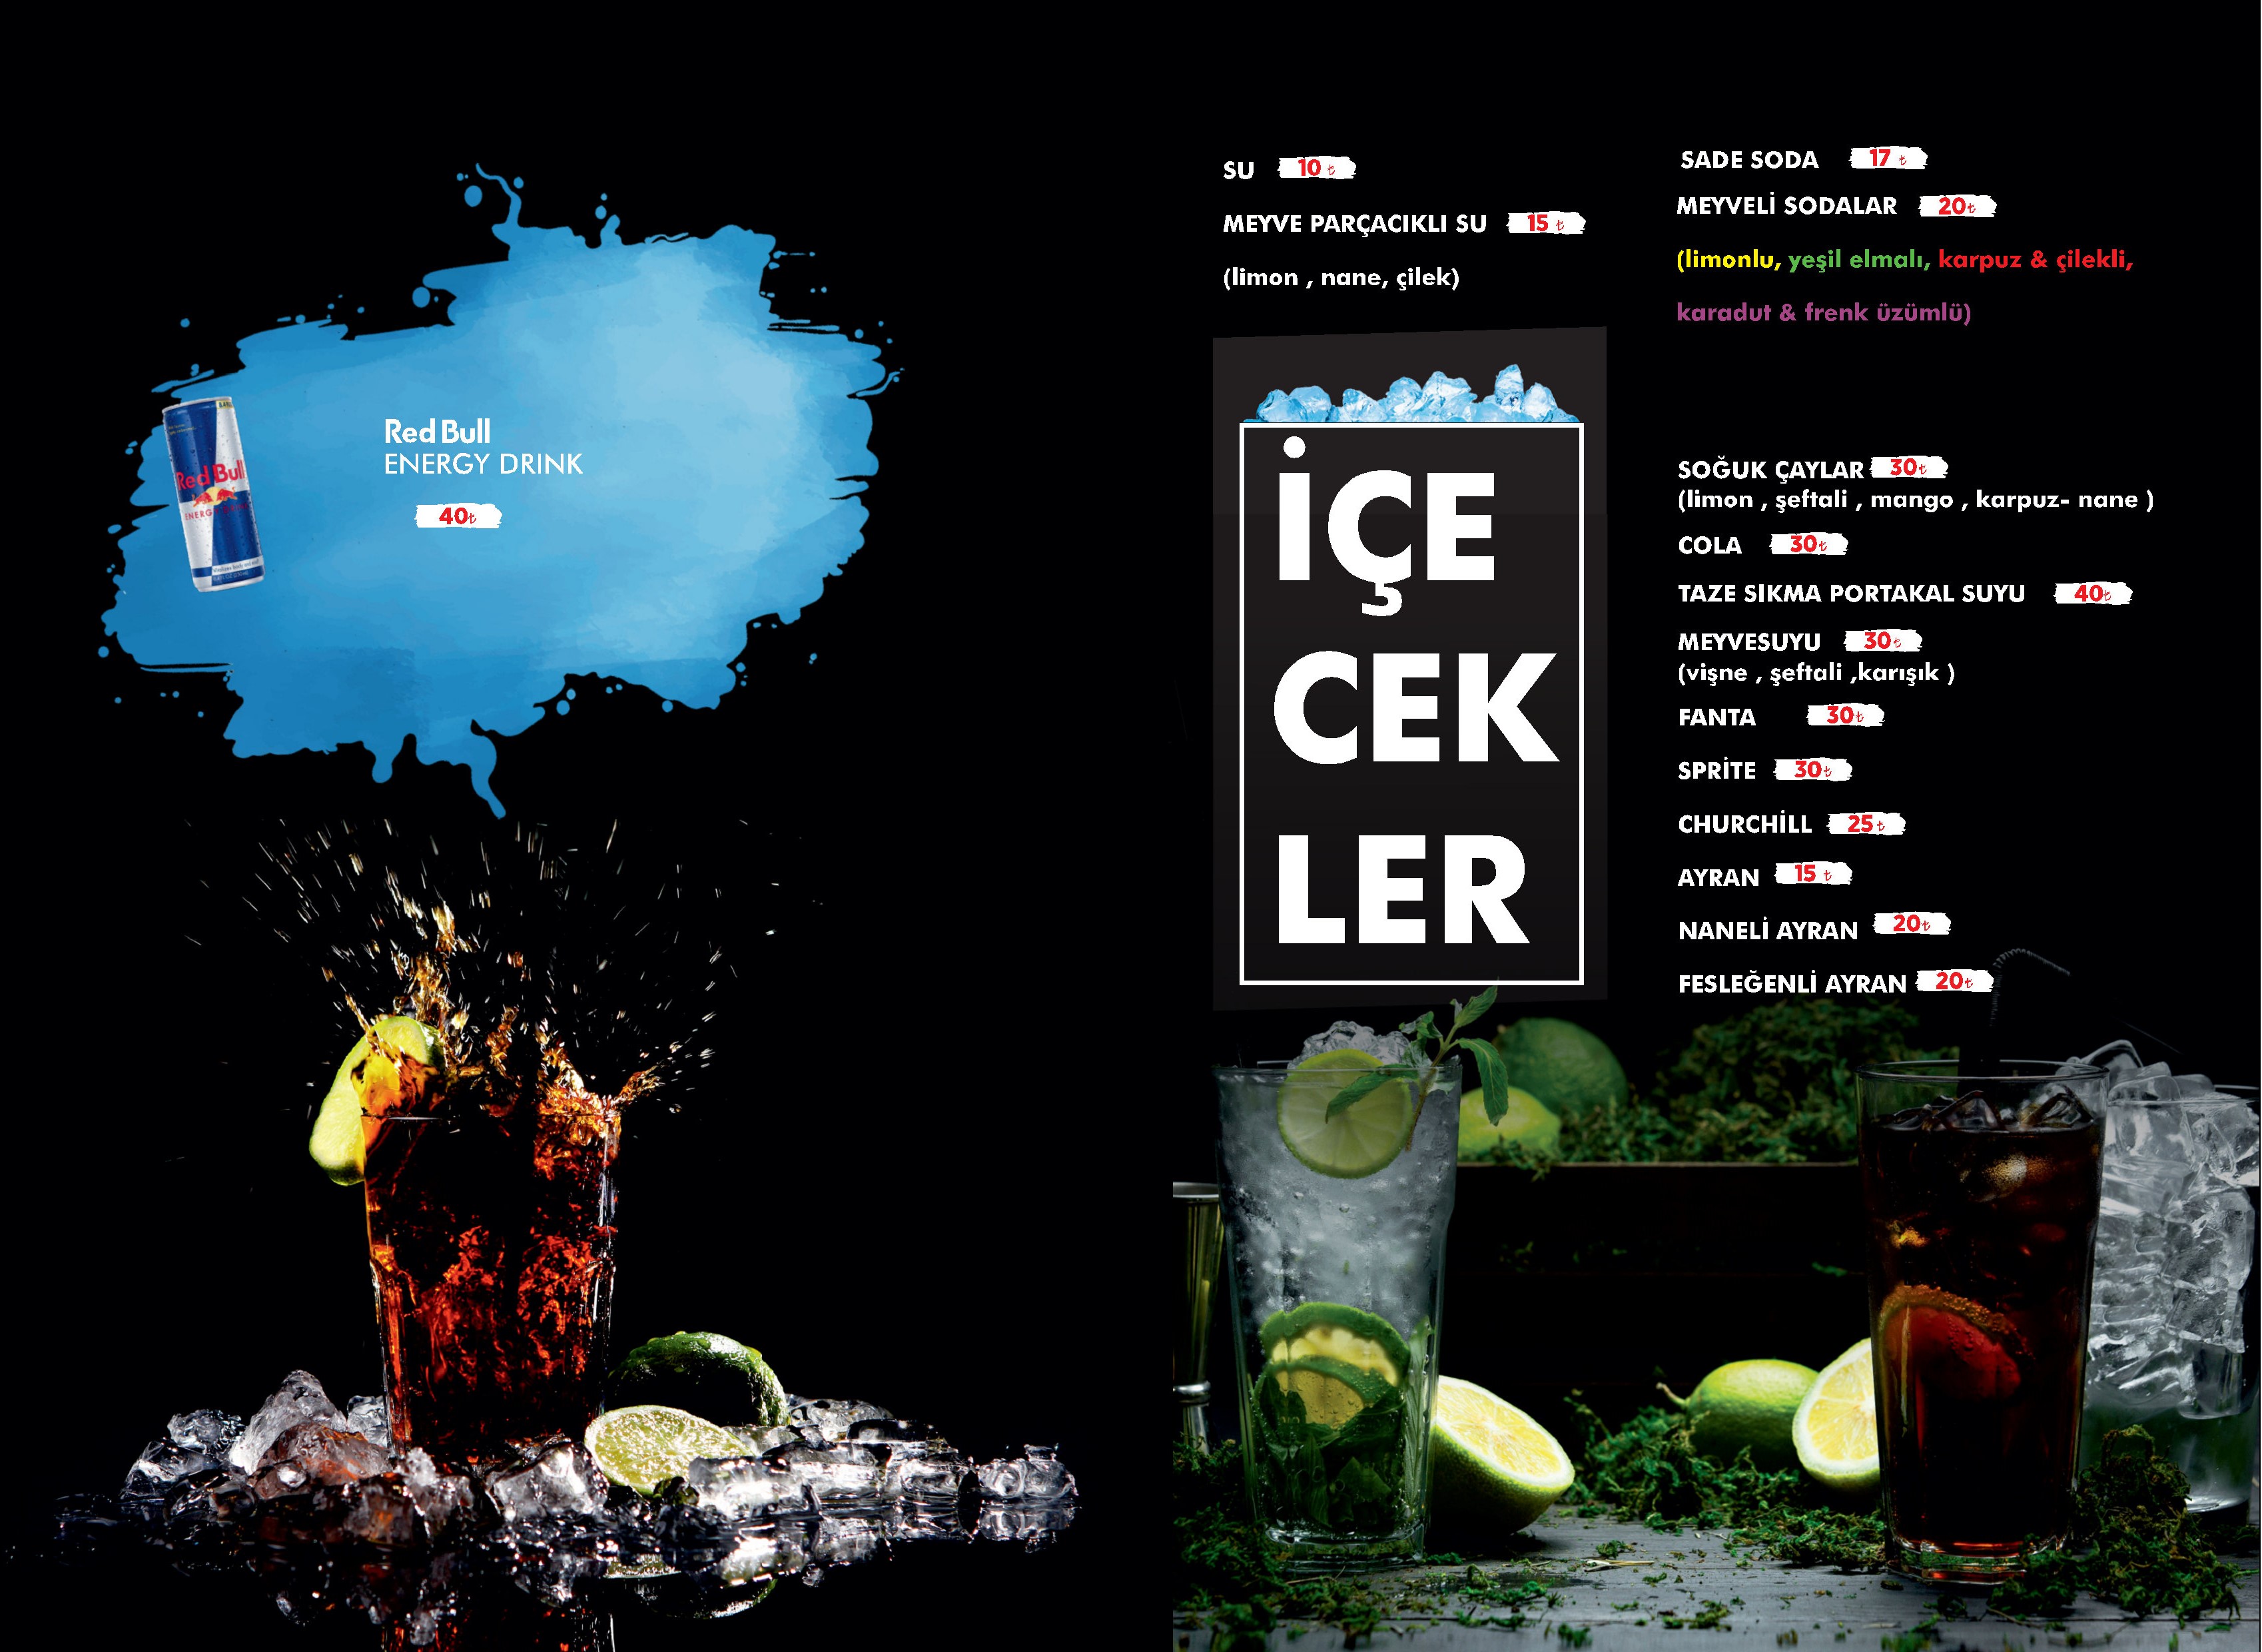 Red Bull
ENERGY DRINK
40₺
Red Bull
SU 10 ₺
MEYVE PARÇACIKLI SU 15 ₺
(limon , nane, çilek)
İÇE
CEK
LER
SADE SODA 17 ₺
MEYVELİ SODALAR 20₺
(limonlu, yeşil elmalı, karpuz & çilekli,
karadut & frenk üzümlü)
SOĞUK ÇAYLAR 30₺
(limon , şeftali , mango , karpuz- nane )
COLA 30₺
TAZE SIKMA PORTAKAL SUYU 40₺
MEYVESUYU 30₺
(vişne , şeftali ,karışık )
FANTA 30₺
SPRİTE 30₺
CHURCHİLL 25₺
AYRAN 15 ₺
NANELİ AYRAN 20₺
FESLEĞENLİ AYRAN 20₺